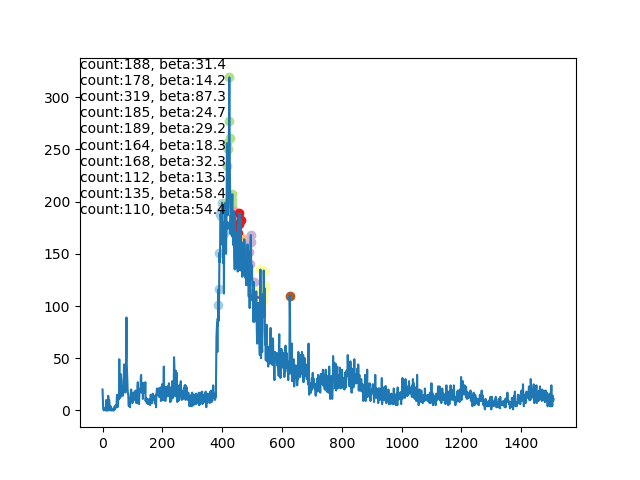 count:188, beta:31.4
count:178, beta:14.2
count:319, beta:87.3
count:185, beta:24.7
count:189, beta:29.2
count:164, beta:18.3
count:168, beta:32.3
count:112, beta:13.5
count:135, beta:58.4
count:110, beta:54.4
300
250
200
150
100
50
0
0 200 400 600 800 1000 1200 1400